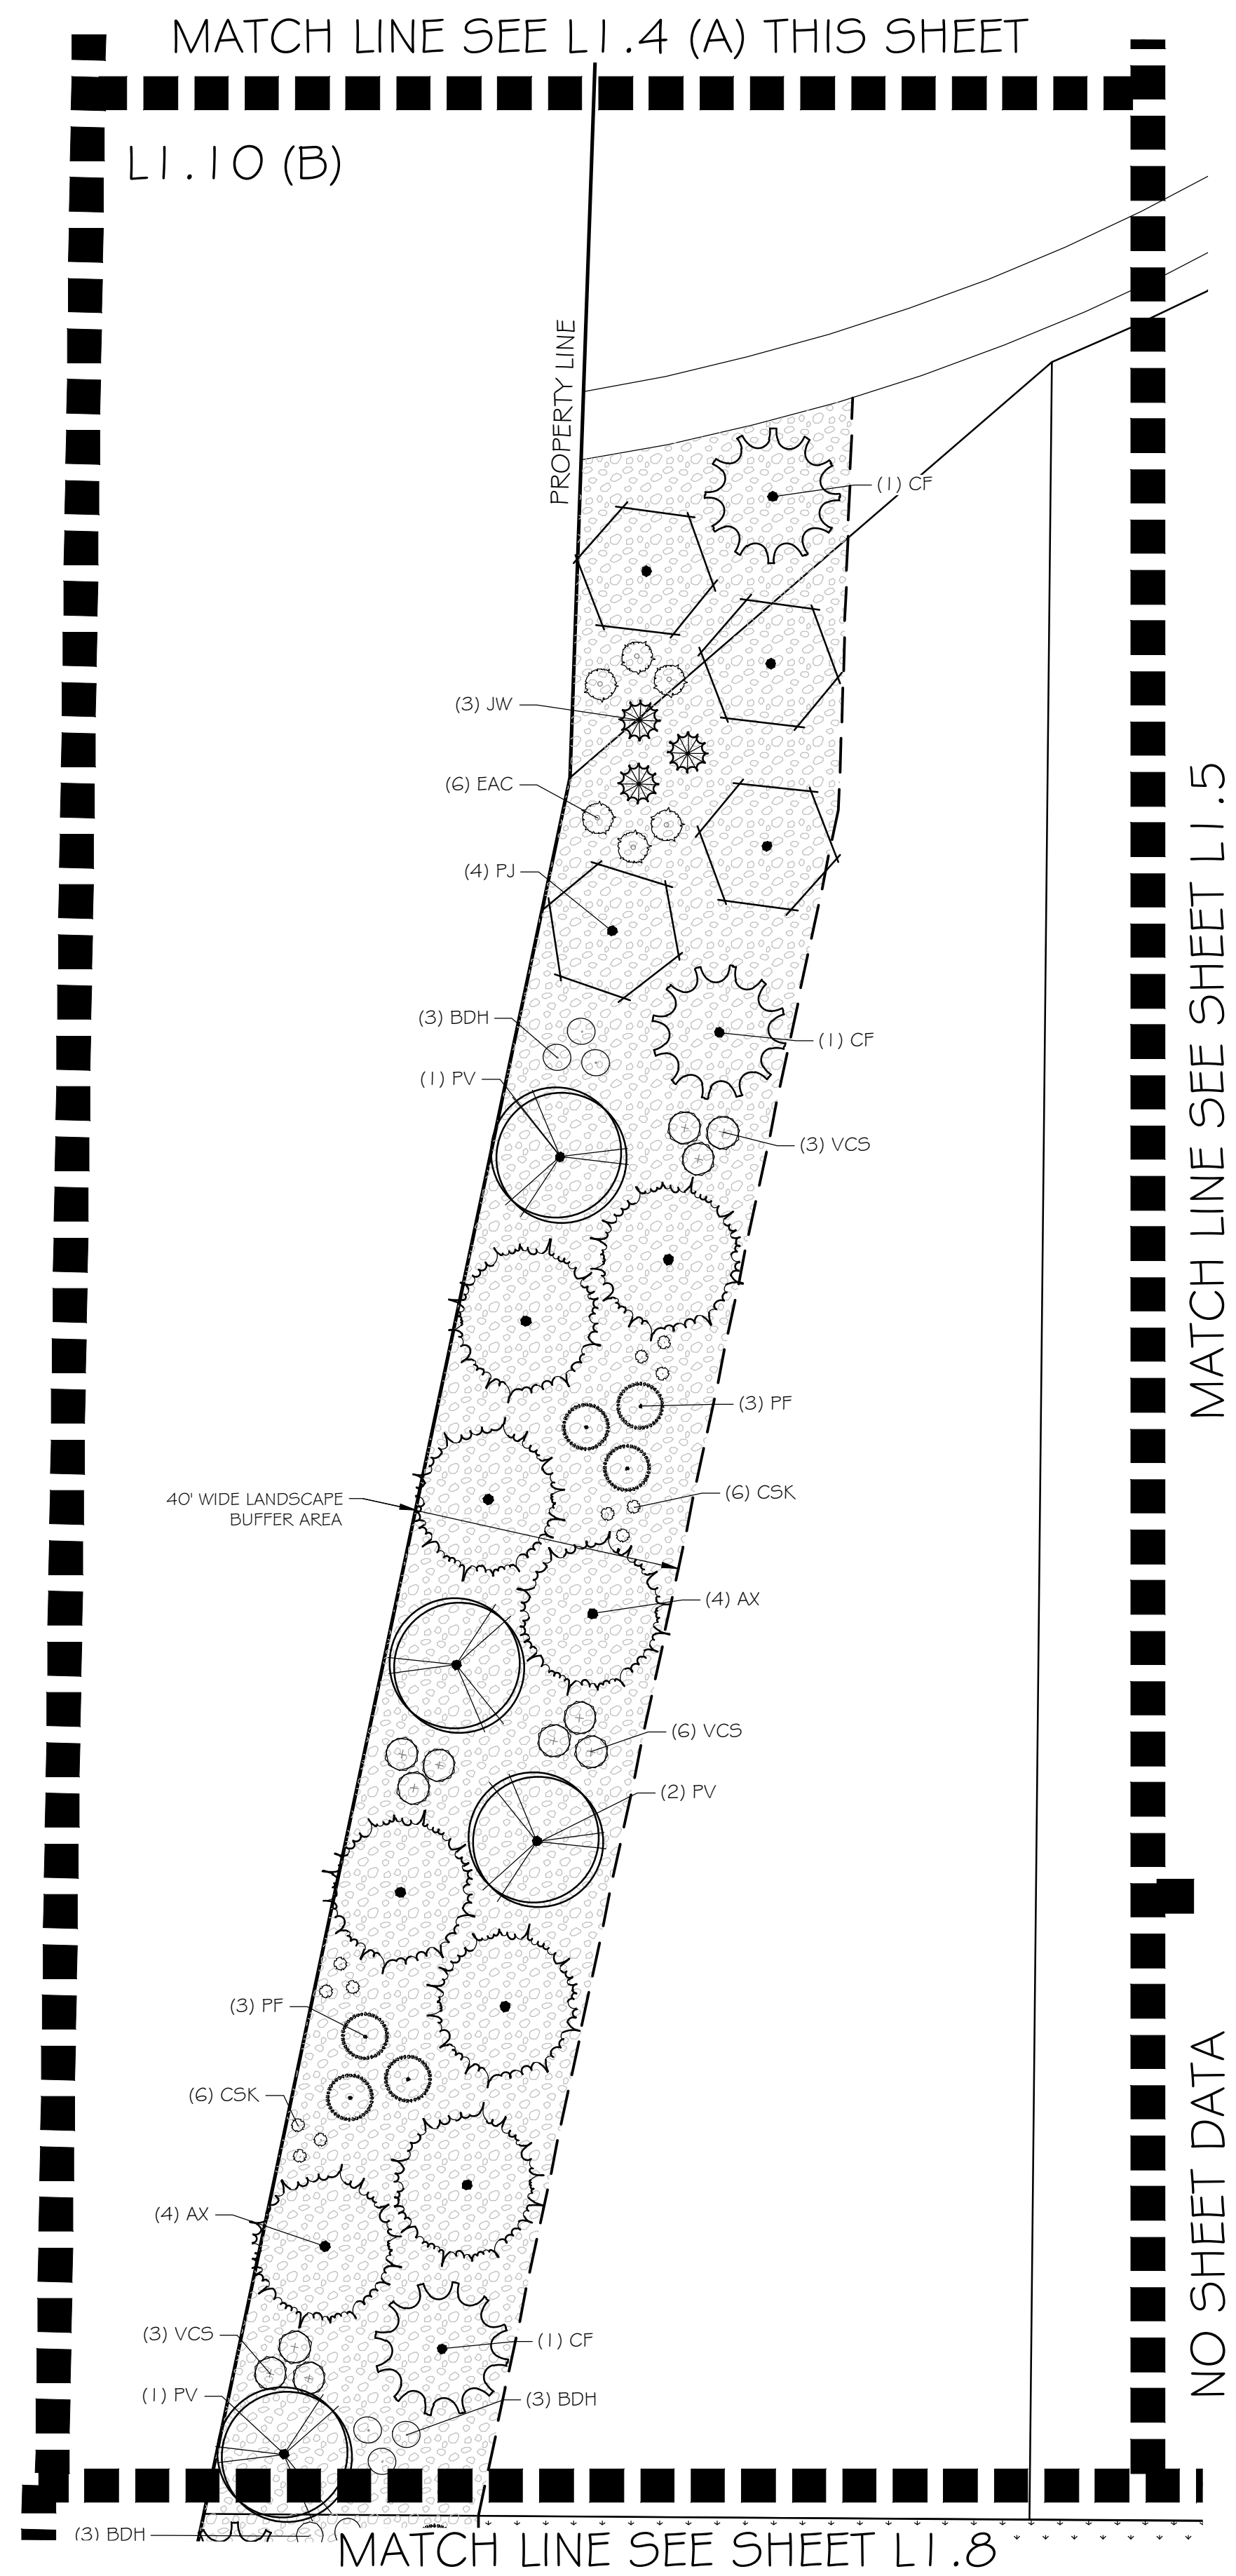 MATCH LINE SEE L1.4 (A) THIS SHEET
L1.10 (B)
PROPERTY LINE
(1) CF
(3) JW
(6) EAC
(4) PJ
(3) BDH
(1) CF
(1) PV
(3) VCS
(3) PF
(6) CSK
40' WIDE LANDSCAPE
BUFFER AREA
(4) AX
(6) VCS
(2) PV
(3) PF
(6) CSK
(4) AX
(3) VCS
(1) CF
(1) PV
(3) BDH
(3) BDH
MATCH LINE SEE SHEET L1.8
MATCH LINE SEE SHEET L1.5
NO SHEET DATA